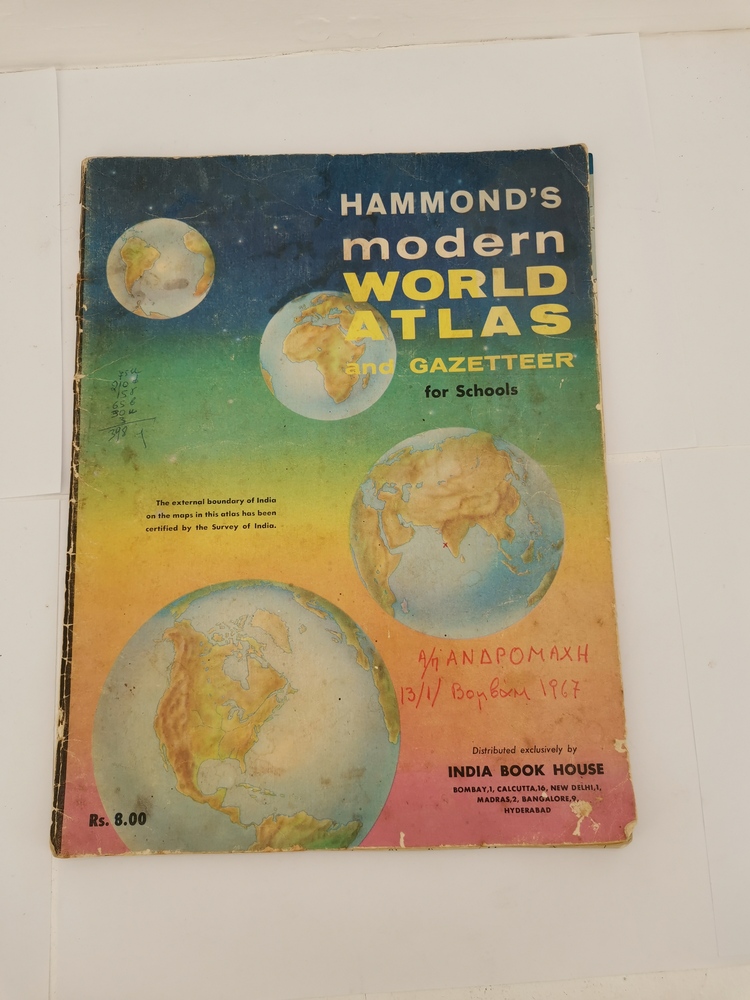 HAMMOND'S
modern
WORLD
ATLAS
and GAZETTEER
for Schools
The external boundary of India
on the maps in this atlas has been
certified by the Survey of India.
x
Α/π ΑΝΔΡΟΜΑΧΗ
13/1/ Βομβάη 1967
Distributed exclusively by
INDIA BOOK HOUSE
BOMBAY,1, CALCUTTA,16, NEW DELHI,1,
MADRAS,2, BANGALORE,9,
HYDERABAD
Rs. 8.00